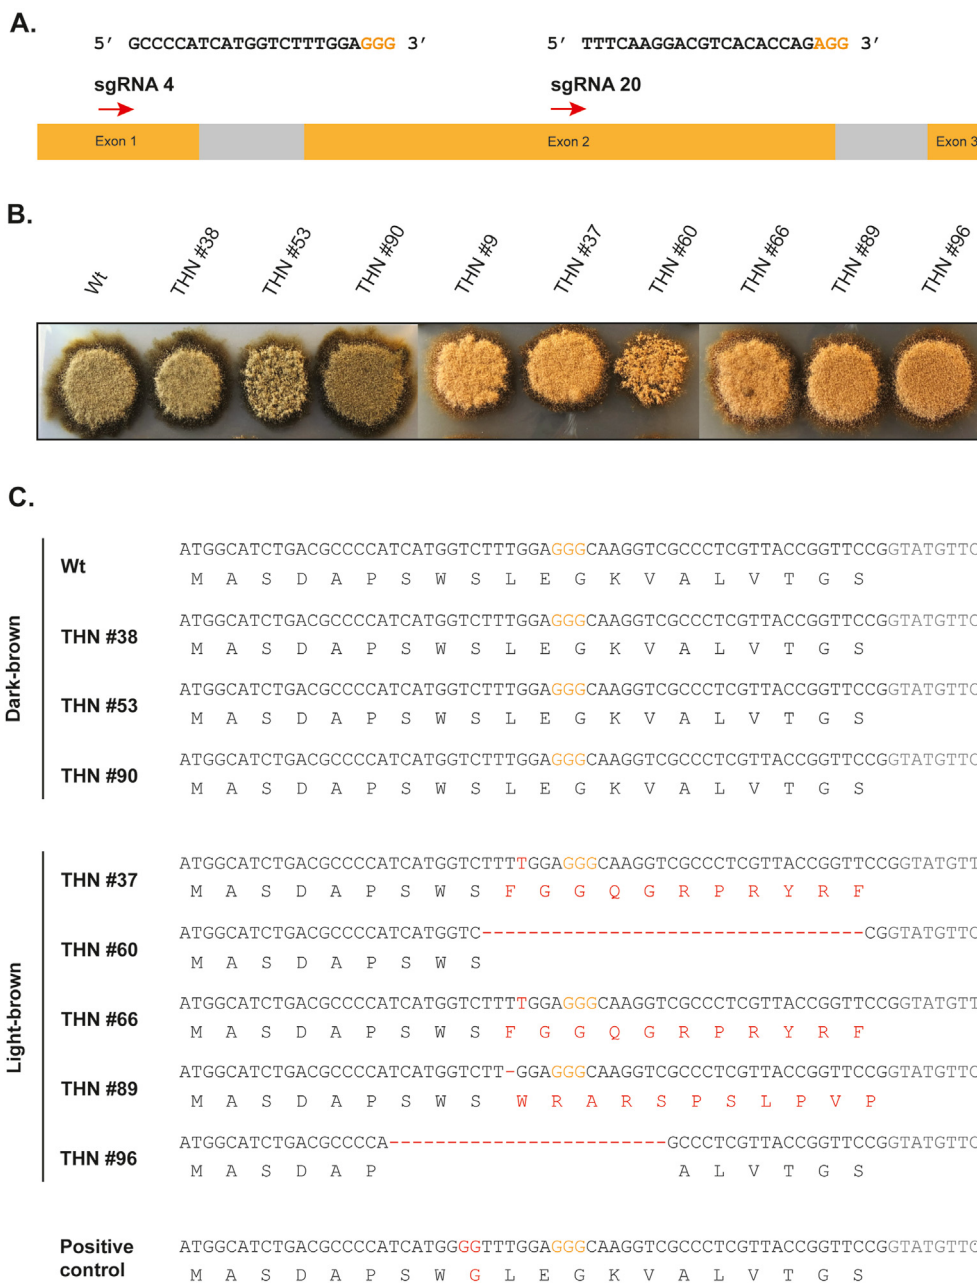 A.
5′ GCCCCATCATGGTCTTTGGAGGG 3′
5′ TTTCAAGGACGTCACACCAGAGG 3′
sgRNA 4
sgRNA 20
Exon 1
Exon 2
Exon 3
B.
Wt
THN #38
THN #53
THN #90
THN #9
THN #37
THN #60
THN #66
THN #89
THN #96
C.
Dark-brown
Wt
ATGGCATCTGACGCCCCATCATGGTCTTTGGAGGGCAAGGTCGCCCTCGTTACCGGTTCCGGTATGTTC
M A S D A P S W S L E G K V A L V T G S
THN #38
ATGGCATCTGACGCCCCATCATGGTCTTTGGAGGGCAAGGTCGCCCTCGTTACCGGTTCCGGTATGTTC
M A S D A P S W S L E G K V A L V T G S
THN #53
ATGGCATCTGACGCCCCATCATGGTCTTTGGAGGGCAAGGTCGCCCTCGTTACCGGTTCCGGTATGTTC
M A S D A P S W S L E G K V A L V T G S
THN #90
ATGGCATCTGACGCCCCATCATGGTCTTTGGAGGGCAAGGTCGCCCTCGTTACCGGTTCCGGTATGTTC
M A S D A P S W S L E G K V A L V T G S
Light-brown
THN #37
ATGGCATCTGACGCCCCATCATGGTCTTTTGGAGGGCAAGGTCGCCCTCGTTACCGGTTCCGGTATGTT
M A S D A P S W S F G G Q G R P R Y R F
THN #60
ATGGCATCTGACGCCCCATCATGGTC---------------------------------CGGTATGTTC
M A S D A P S W S
THN #66
ATGGCATCTGACGCCCCATCATGGTCTTTTGGAGGGCAAGGTCGCCCTCGTTACCGGTTCCGGTATGTT
M A S D A P S W S F G G Q G R P R Y R F
THN #89
ATGGCATCTGACGCCCCATCATGGTCTT-GGAGGGCAAGGTCGCCCTCGTTACCGGTTCCGGTATGTTC
M A S D A P S W S W R A R S P S L P V P
THN #96
ATGGCATCTGACGCCCCA------------------------GCCCTCGTTACCGGTTCCGGTATGTTC
M A S D A P A L V T G S
Positive control
ATGGCATCTGACGCCCCATCATGGGGTTTGGAGGGCAAGGTCGCCCTCGTTACCGGTTCCGGTATGTTC
M A S D A P S W G L E G K V A L V T G S